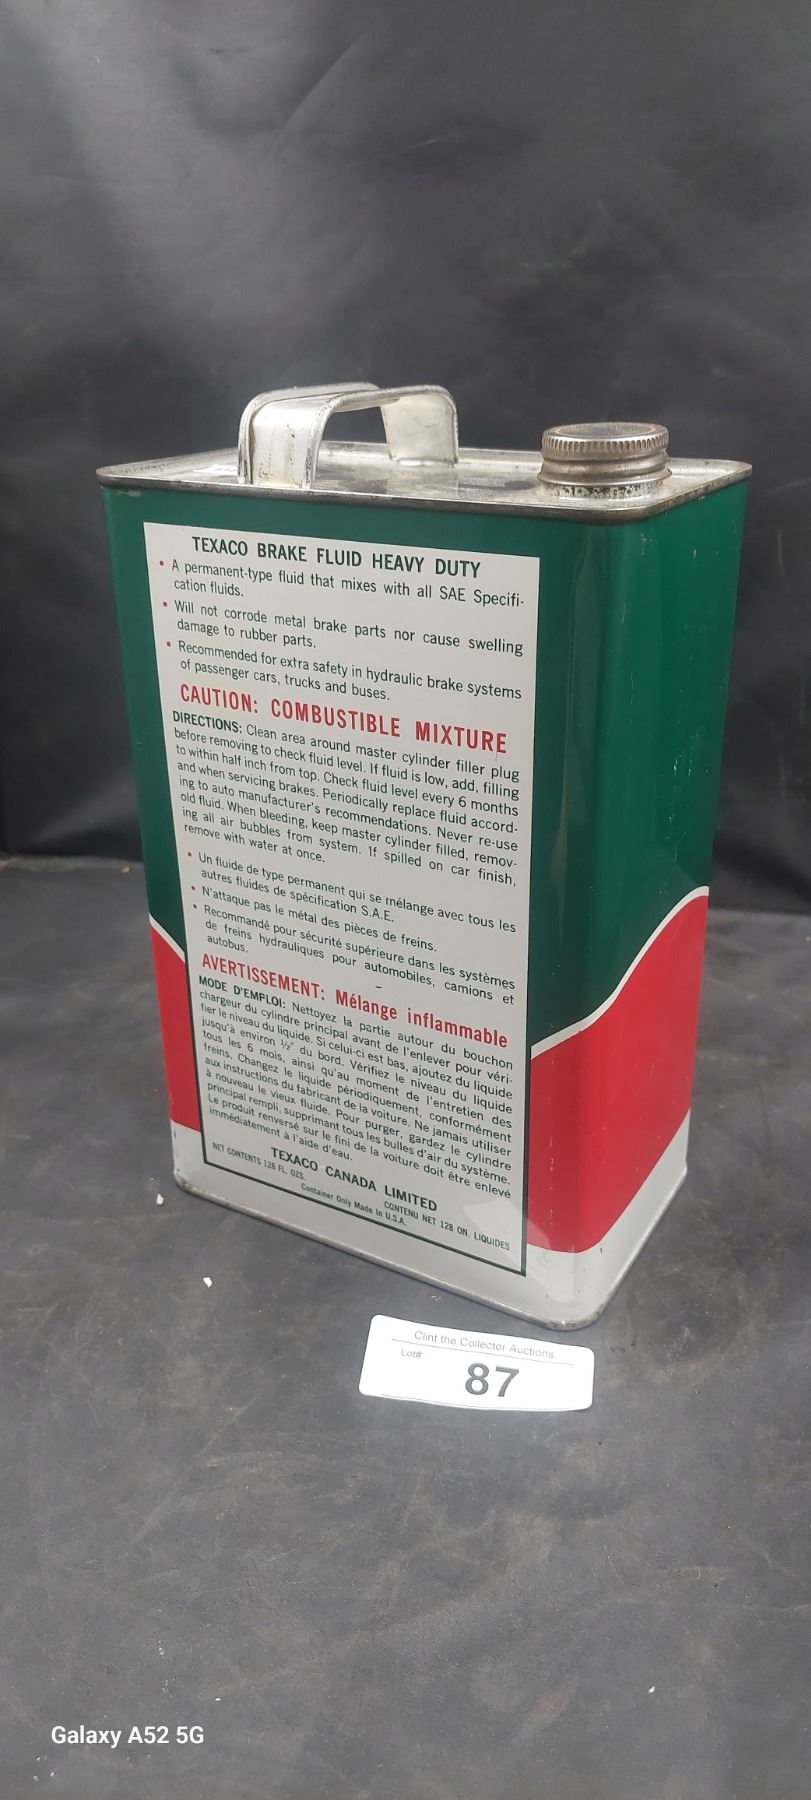 TEXACO BRAKE FLUID HEAVY DUTY
• A permanent-type fluid that mixes with all SAE Specifi-
cation fluids.
• Will not corrode metal brake parts nor cause swelling
damage to rubber parts.
• Recommended for extra safety in hydraulic brake systems
of passenger cars, trucks and buses.
CAUTION: COMBUSTIBLE MIXTURE
DIRECTIONS: Clean area around master cylinder filler plug
before removing to check fluid level. If fluid is low, add, filling
to within half inch from top. Check fluid level every 6 months
and when servicing brakes. Periodically replace fluid accord-
ing to auto manufacturer's recommendations. Never re-use
old fluid. When bleeding, keep master cylinder filled, remov-
ing all air bubbles from system. If spilled on car finish,
remove with water at once.
• Un fluide de type permanent qui se mélange avec tous les
autres fluides de spécification S.A.E.
• N'attaque pas le métal des pièces de freins.
• Recommandé pour sécurité supérieure dans les systèmes
de freins hydrauliques pour automobiles, camions et
autobus.
AVERTISSEMENT: Mélange inflammable
MODE D'EMPLOI: Nettoyez la partie autour du bouchon
chargeur du cylindre principal avant de l'enlever pour véri-
fier le niveau du liquide. Si celui-ci est bas, ajoutez du liquide
jusqu'à environ ½" du bord. Vérifiez le niveau du liquide
tous les 6 mois, ainsi qu'au moment de l'entretien des
freins. Changez le liquide périodiquement, conformément
aux instructions du fabricant de la voiture. Ne jamais utiliser
à nouveau le vieux fluide. Pour purger, gardez le cylindre
principal rempli, supprimant tous les bulles d'air du système.
Le produit renversé sur le fini de la voiture doit être enlevé
immédiatement à l'aide d'eau.
TEXACO CANADA LIMITED
NET CONTENTS 128 FL. OZS. CONTENU NET 128 ON. LIQUIDES
Container Only Made In U.S.A.
Clint the Collector Auctions
Lot# 87
Galaxy A52 5G